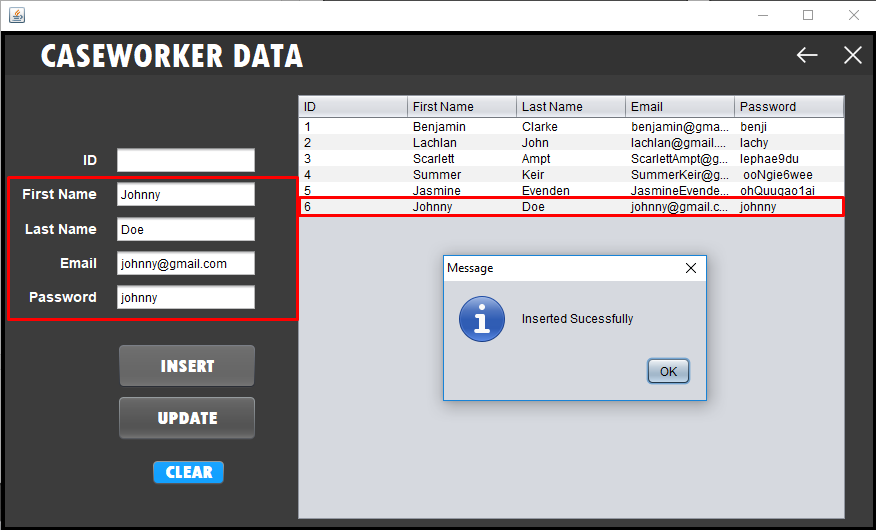 CASEWORKER DATA
ID
First Name Johnny
Last Name Doe
Email johnny@gmail.com
Password johnny
INSERT
UPDATE
CLEAR
ID First Name Last Name Email Password
1 Benjamin Clarke benjamin@gma... benji
2 Lachlan John lachlan@gmail.... lachy
3 Scarlett Ampt ScarlettAmpt@g... lephae9du
4 Summer Keir SummerKeir@g... ooNgie6wee
5 Jasmine Evenden JasmineEvende... ohQuugao1ai
6 Johnny Doe johnny@gmail.c... johnny
Message
Inserted Sucessfully
OK